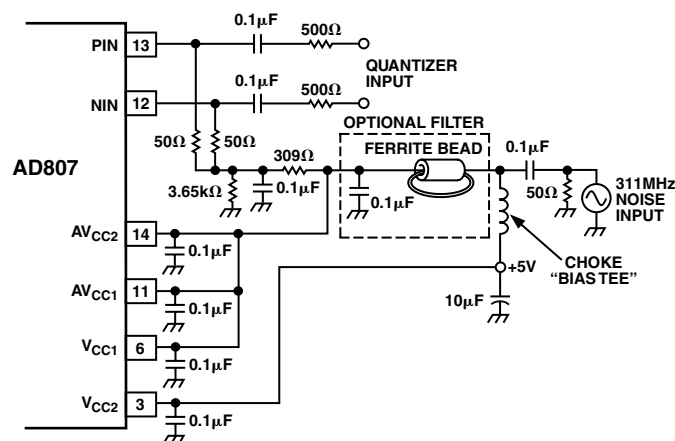 PIN 13
0.1µF
500Ω
QUANTIZER
INPUT
NIN 12
0.1µF
500Ω
OPTIONAL FILTER
FERRITE BEAD
50Ω
50Ω
309Ω
3.65kΩ
0.1µF
0.1µF
0.1µF
50Ω
311MHz
NOISE
INPUT
AD807
AVCC2 14
0.1µF
CHOKE
"BIAS TEE"
+5V
AVCC1 11
0.1µF
10µF
VCC1 6
0.1µF
VCC2 3
0.1µF